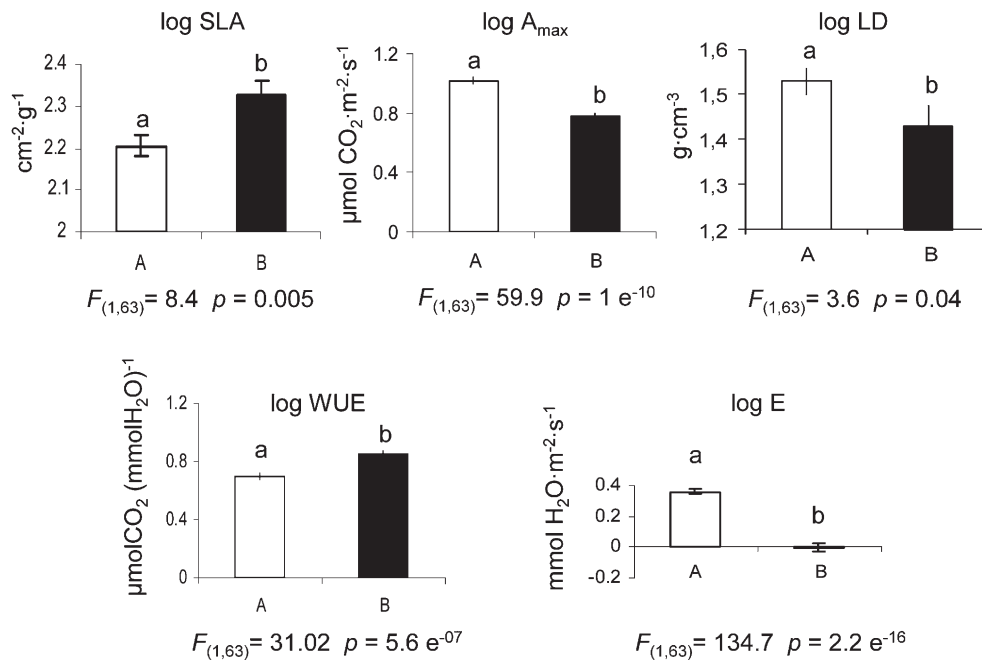 log SLA
cm⁻²·g⁻¹
2.4
2.3
2.2
2.1
2
a
b
A
B
F(1,63)= 8.4 p = 0.005
log Amax
µmol CO₂·m⁻²·s⁻¹
1.2
0.8
0.4
0
a
b
A
B
F(1,63)= 59.9 p = 1 e⁻¹⁰
log LD
g·cm⁻³
1,6
1,5
1,4
1,3
1,2
a
b
A
B
F(1,63)= 3.6 p = 0.04
log WUE
µmolCO₂ (mmolH₂O)⁻¹
1.2
0.8
0.4
0
a
b
A
B
F(1,63)= 31.02 p = 5.6 e⁻⁰⁷
log E
mmol H₂O·m⁻²·s⁻¹
0.4
0.2
0
-0.2
a
b
A
B
F(1,63)= 134.7 p = 2.2 e⁻¹⁶